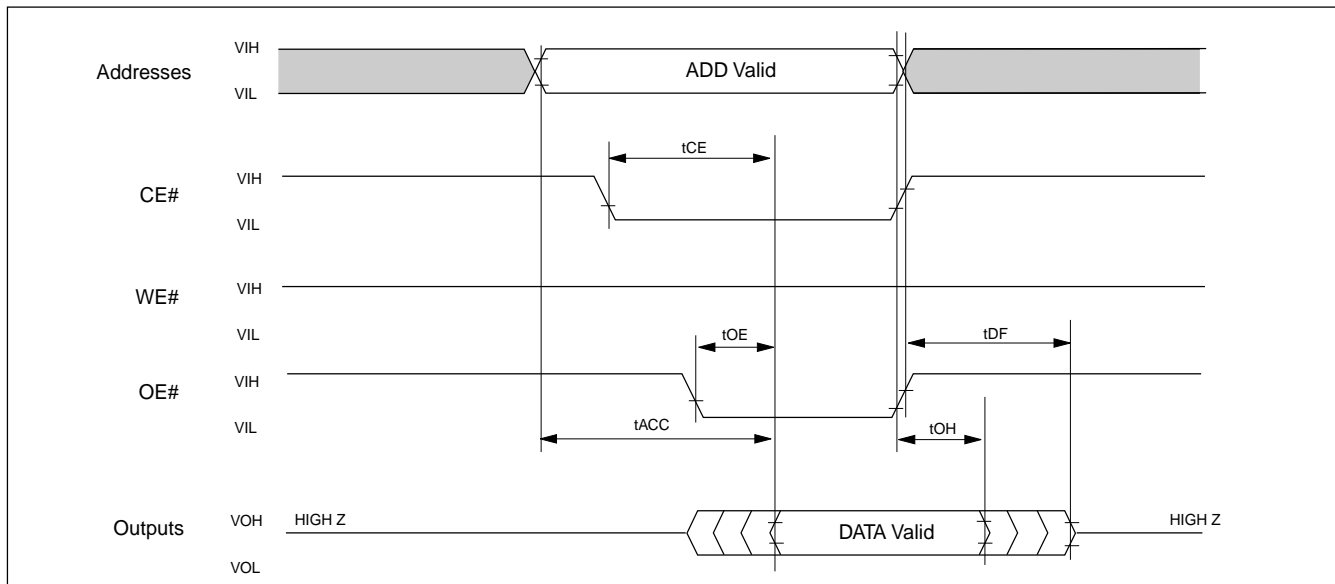 VIH
Addresses
ADD Valid
VIL
tCE
VIH
CE#
VIL
WE#
VIH
VIL
tOE
tDF
OE#
VIH
VIL
tACC
tOH
Outputs
VOH
HIGH Z
DATA Valid
HIGH Z
VOL